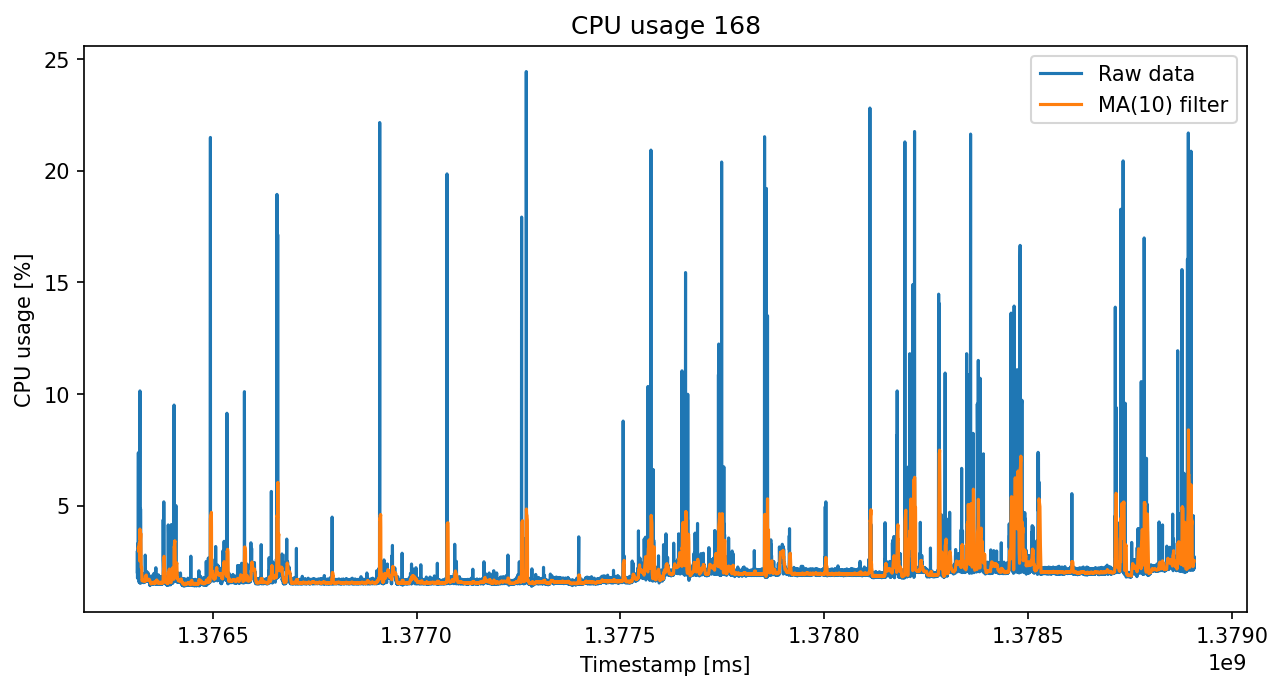 CPU usage 168
Raw data
MA(10) filter
CPU usage [%]
25
20
15
10
5
1.3765 1.3770 1.3775 1.3780 1.3785 1.3790
1e9
Timestamp [ms]